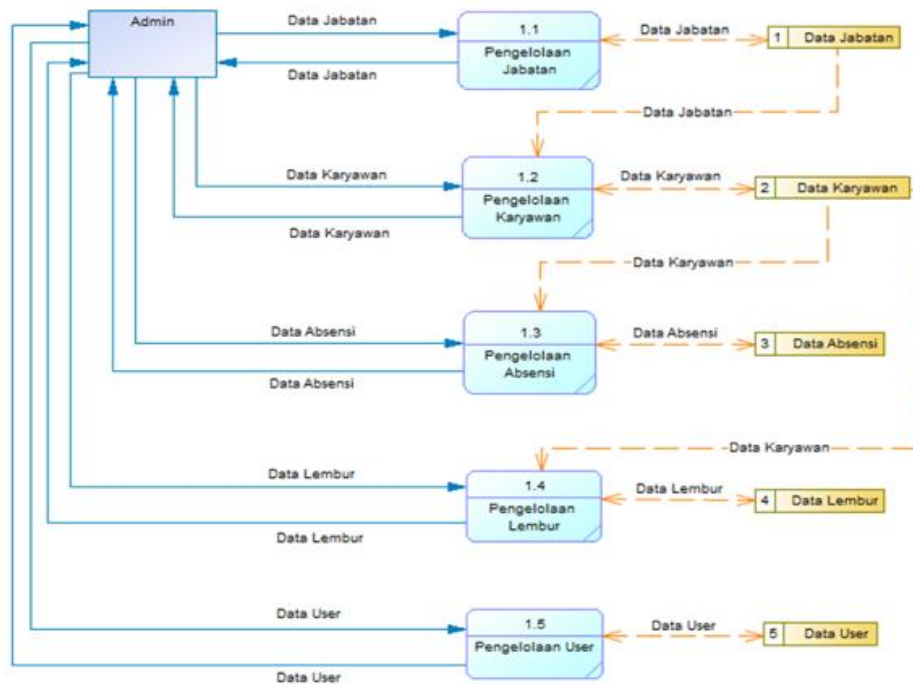 Admin
Data Jabatan
1.1
Pengelolaan
Jabatan
Data Jabatan
1 Data Jabatan
Data Jabatan
Data Jabatan
Data Karyawan
1.2
Pengelolaan
Karyawan
Data Karyawan
2 Data Karyawan
Data Karyawan
Data Karyawan
Data Absensi
1.3
Pengelolaan
Absensi
Data Absensi
3 Data Absensi
Data Absensi
Data Karyawan
Data Lembur
1.4
Pengelolaan
Lembur
Data Lembur
4 Data Lembur
Data Lembur
Data User
1.5
Pengelolaan User
Data User
5 Data User
Data User